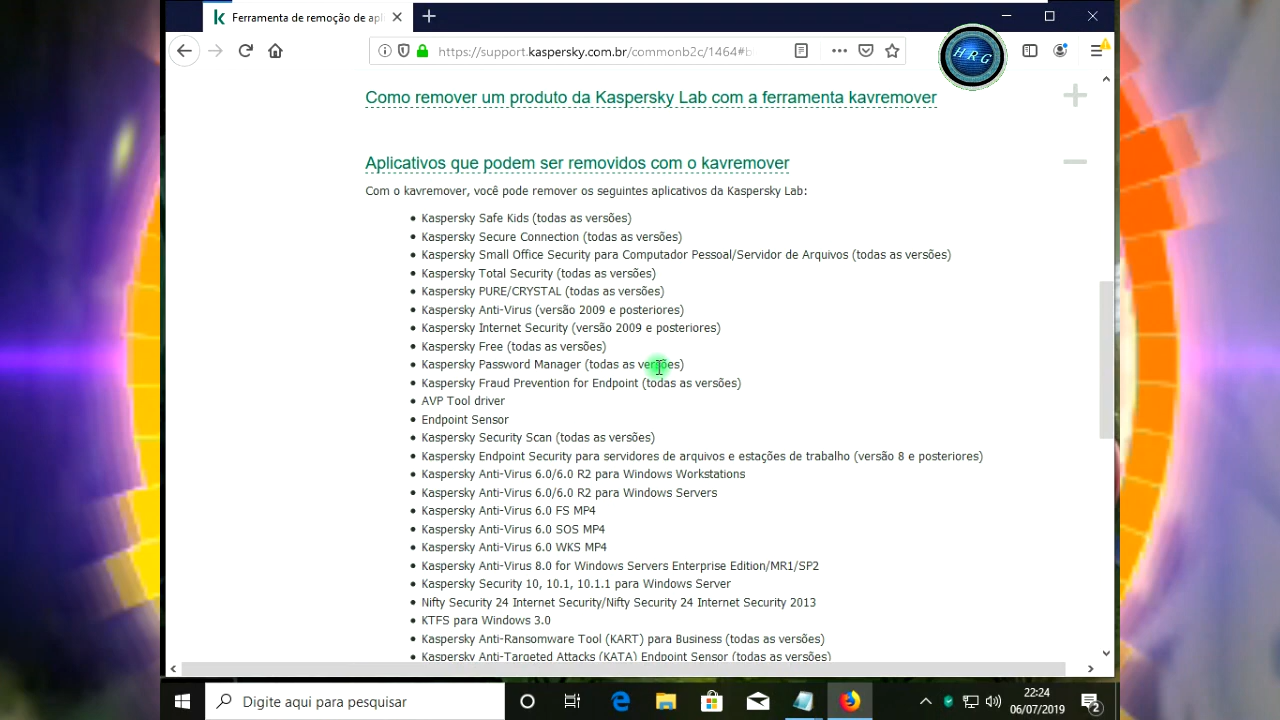 Ferramenta de remoção de apl
https://support.kaspersky.com.br/commonb2c/1464#b
HRG
Como remover um produto da Kaspersky Lab com a ferramenta kavremover
Aplicativos que podem ser removidos com o kavremover
Com o kavremover, você pode remover os seguintes aplicativos da Kaspersky Lab:
Kaspersky Safe Kids (todas as versões)
Kaspersky Secure Connection (todas as versões)
Kaspersky Small Office Security para Computador Pessoal/Servidor de Arquivos (todas as versões)
Kaspersky Total Security (todas as versões)
Kaspersky PURE/CRYSTAL (todas as versões)
Kaspersky Anti-Virus (versão 2009 e posteriores)
Kaspersky Internet Security (versão 2009 e posteriores)
Kaspersky Free (todas as versões)
Kaspersky Password Manager (todas as versões)
Kaspersky Fraud Prevention for Endpoint (todas as versões)
AVP Tool driver
Endpoint Sensor
Kaspersky Security Scan (todas as versões)
Kaspersky Endpoint Security para servidores de arquivos e estações de trabalho (versão 8 e posteriores)
Kaspersky Anti-Virus 6.0/6.0 R2 para Windows Workstations
Kaspersky Anti-Virus 6.0/6.0 R2 para Windows Servers
Kaspersky Anti-Virus 6.0 FS MP4
Kaspersky Anti-Virus 6.0 SOS MP4
Kaspersky Anti-Virus 6.0 WKS MP4
Kaspersky Anti-Virus 8.0 for Windows Servers Enterprise Edition/MR1/SP2
Kaspersky Security 10, 10.1, 10.1.1 para Windows Server
Nifty Security 24 Internet Security/Nifty Security 24 Internet Security 2013
KTFS para Windows 3.0
Kaspersky Anti-Ransomware Tool (KART) para Business (todas as versões)
Kaspersky Anti-Targeted Attacks (KATA) Endpoint Sensor (todas as versões)
Digite aqui para pesquisar
22:24
06/07/2019
2